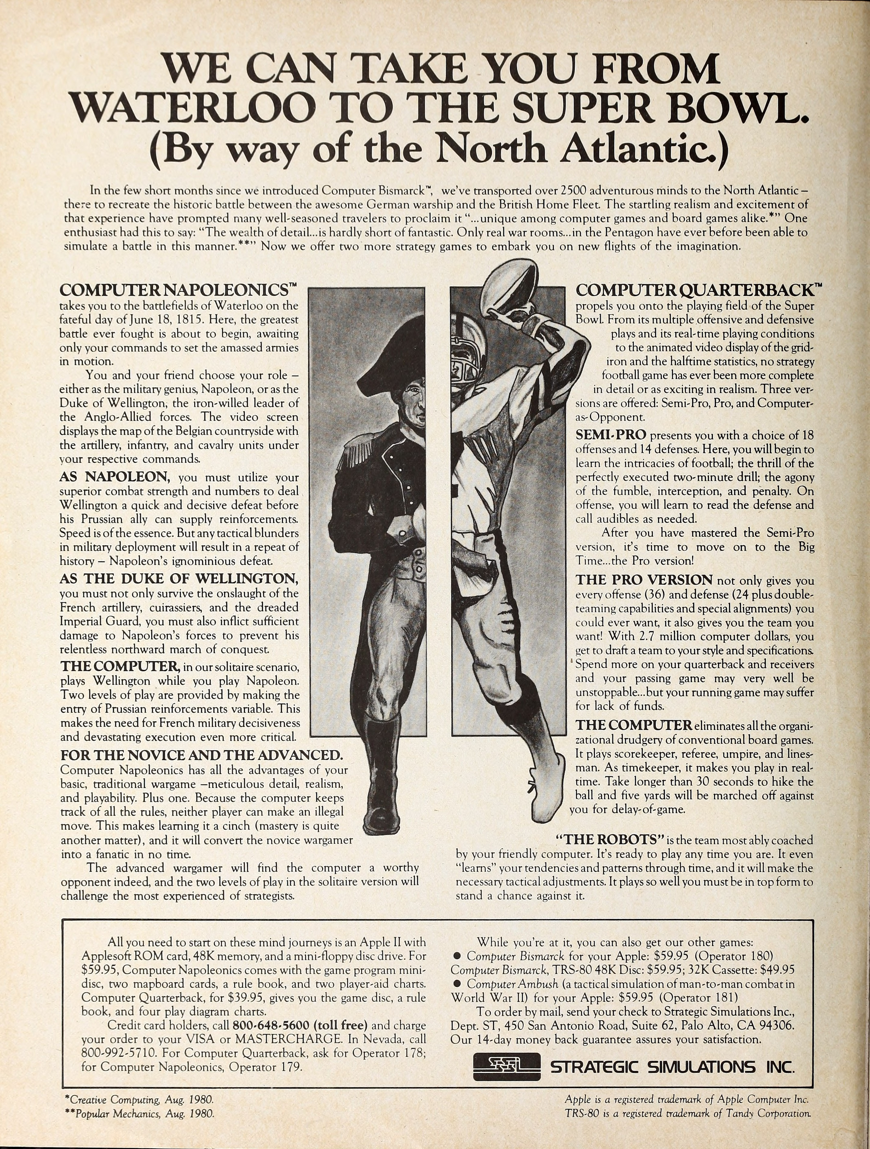 WE CAN TAKE YOU FROM
WATERLOO TO THE SUPER BOWL.
(By way of the North Atlantic.)
In the few short months since we introduced Computer Bismarck™, we've transported over 2500 adventurous minds to the North Atlantic –
there to recreate the historic battle between the awesome German warship and the British Home Fleet. The startling realism and excitement of
that experience have prompted many well-seasoned travelers to proclaim it "...unique among computer games and board games alike.*" One
enthusiast had this to say: "The wealth of detail...is hardly short of fantastic. Only real war rooms...in the Pentagon have ever before been able to
simulate a battle in this manner.**" Now we offer two more strategy games to embark you on new flights of the imagination.
COMPUTER NAPOLEONICS™
takes you to the battlefields of Waterloo on the
fateful day of June 18, 1815. Here, the greatest
battle ever fought is about to begin, awaiting
only your commands to set the amassed armies
in motion.
You and your friend choose your role –
either as the military genius, Napoleon, or as the
Duke of Wellington, the iron-willed leader of
the Anglo-Allied forces. The video screen
displays the map of the Belgian countryside with
the artillery, infantry, and cavalry units under
your respective commands.
AS NAPOLEON, you must utilize your
superior combat strength and numbers to deal
Wellington a quick and decisive defeat before
his Prussian ally can supply reinforcements.
Speed is of the essence. But any tactical blunders
in military deployment will result in a repeat of
history – Napoleon's ignominious defeat.
AS THE DUKE OF WELLINGTON,
you must not only survive the onslaught of the
French artillery, cuirassiers, and the dreaded
Imperial Guard, you must also inflict sufficient
damage to Napoleon's forces to prevent his
relentless northward march of conquest.
THE COMPUTER, in our solitaire scenario,
plays Wellington while you play Napoleon.
Two levels of play are provided by making the
entry of Prussian reinforcements variable. This
makes the need for French military decisiveness
and devastating execution even more critical.
FOR THE NOVICE AND THE ADVANCED.
Computer Napoleonics has all the advantages of your
basic, traditional wargame –meticulous detail, realism,
and playability. Plus one. Because the computer keeps
track of all the rules, neither player can make an illegal
move. This makes learning it a cinch (mastery is quite
another matter), and it will convert the novice wargamer
into a fanatic in no time.
The advanced wargamer will find the computer a worthy
opponent indeed, and the two levels of play in the solitaire version will
challenge the most experienced of strategists.
COMPUTER QUARTERBACK™
propels you onto the playing field of the Super
Bowl. From its multiple offensive and defensive
plays and its real-time playing conditions
to the animated video display of the grid-
iron and the halftime statistics, no strategy
football game has ever been more complete
in detail or as exciting in realism. Three ver-
sions are offered: Semi-Pro, Pro, and Computer-
as-Opponent.
SEMI-PRO presents you with a choice of 18
offenses and 14 defenses. Here, you will begin to
learn the intricacies of football; the thrill of the
perfectly executed two-minute drill; the agony
of the fumble, interception, and penalty. On
offense, you will learn to read the defense and
call audibles as needed.
After you have mastered the Semi-Pro
version, it's time to move on to the Big
Time...the Pro version!
THE PRO VERSION not only gives you
every offense (36) and defense (24 plus double-
teaming capabilities and special alignments) you
could ever want, it also gives you the team you
want! With 2.7 million computer dollars, you
get to draft a team to your style and specifications.
Spend more on your quarterback and receivers
and your passing game may very well be
unstoppable...but your running game may suffer
for lack of funds.
THE COMPUTER eliminates all the organi-
zational drudgery of conventional board games.
It plays scorekeeper, referee, umpire, and lines-
man. As timekeeper, it makes you play in real-
time. Take longer than 30 seconds to hike the
ball and five yards will be marched off against
you for delay-of-game.
"THE ROBOTS" is the team most ably coached
by your friendly computer. It's ready to play any time you are. It even
"learns" your tendencies and patterns through time, and it will make the
necessary tactical adjustments. It plays so well you must be in top form to
stand a chance against it.
All you need to start on these mind journeys is an Apple II with
Applesoft ROM card, 48K memory, and a mini-floppy disc drive. For
$59.95, Computer Napoleonics comes with the game program mini-
disc, two mapboard cards, a rule book, and two player-aid charts.
Computer Quarterback, for $39.95, gives you the game disc, a rule
book, and four play diagram charts.
Credit card holders, call 800-648-5600 (toll free) and charge
your order to your VISA or MASTERCHARGE. In Nevada, call
800-992-5710. For Computer Quarterback, ask for Operator 178;
for Computer Napoleonics, Operator 179.
While you're at it, you can also get our other games:
● Computer Bismarck for your Apple: $59.95 (Operator 180)
Computer Bismarck, TRS-80 48K Disc: $59.95; 32K Cassette: $49.95
● Computer Ambush (a tactical simulation of man-to-man combat in
World War II) for your Apple: $59.95 (Operator 181)
To order by mail, send your check to Strategic Simulations Inc.,
Dept. ST, 450 San Antonio Road, Suite 62, Palo Alto, CA 94306.
Our 14-day money back guarantee assures your satisfaction.
SSI STRATEGIC SIMULATIONS INC.
*Creative Computing, Aug. 1980.
**Popular Mechanics, Aug. 1980.
Apple is a registered trademark of Apple Computer Inc.
TRS-80 is a registered trademark of Tandy Corporation.